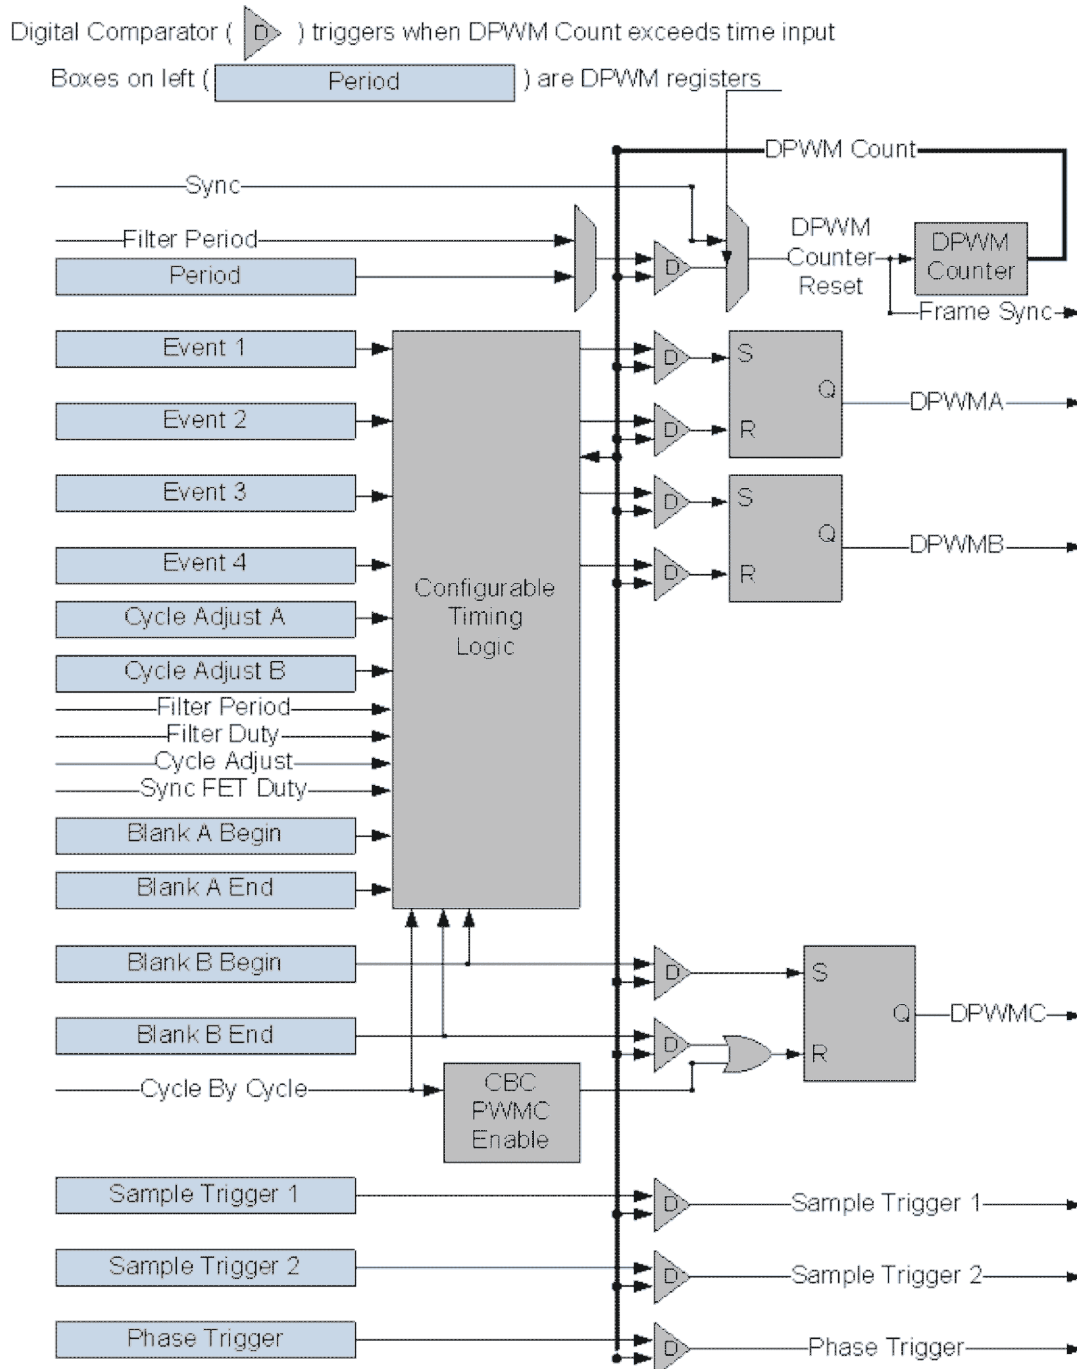 Digital Comparator ( D ) triggers when DPWM Count exceeds time input
Boxes on left ( Period ) are DPWM registers
DPWM Count
Sync
Filter Period
Period
D
DPWM
Counter
Reset
DPWM
Counter
Frame Sync
Event 1
D
S
Q
DPWMA
Event 2
D
R
Event 3
D
S
Q
DPWMB
Event 4
D
R
Configurable
Timing
Logic
Cycle Adjust A
Cycle Adjust B
Filter Period
Filter Duty
Cycle Adjust
Sync FET Duty
Blank A Begin
Blank A End
Blank B Begin
D
S
Q
DPWMC
Blank B End
D
R
Cycle By Cycle
CBC
PWMC
Enable
Sample Trigger 1
D
Sample Trigger 1
Sample Trigger 2
D
Sample Trigger 2
Phase Trigger
D
Phase Trigger